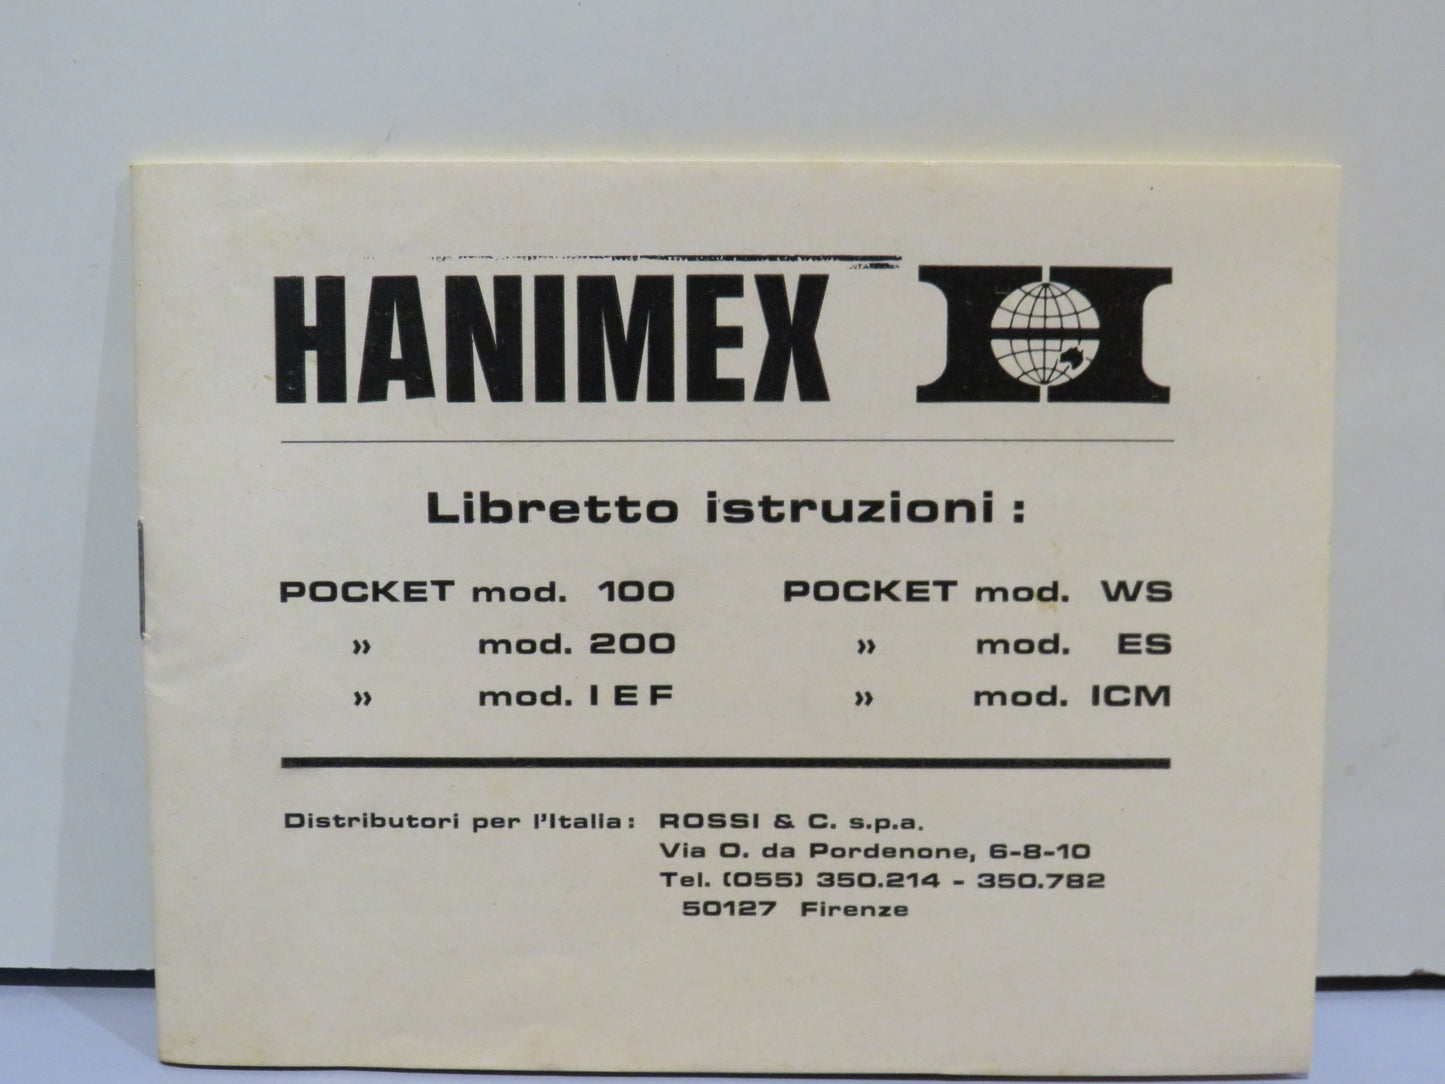 HANIMEX H
Libretto istruzioni :
POCKET mod. 100 POCKET mod. WS
» mod. 200 » mod. ES
» mod. I E F » mod. ICM
Distributori per l'Italia : ROSSI & C. s.p.a.
Via O. da Pordenone, 6-8-10
Tel. (055) 350.214 - 350.782
50127 Firenze